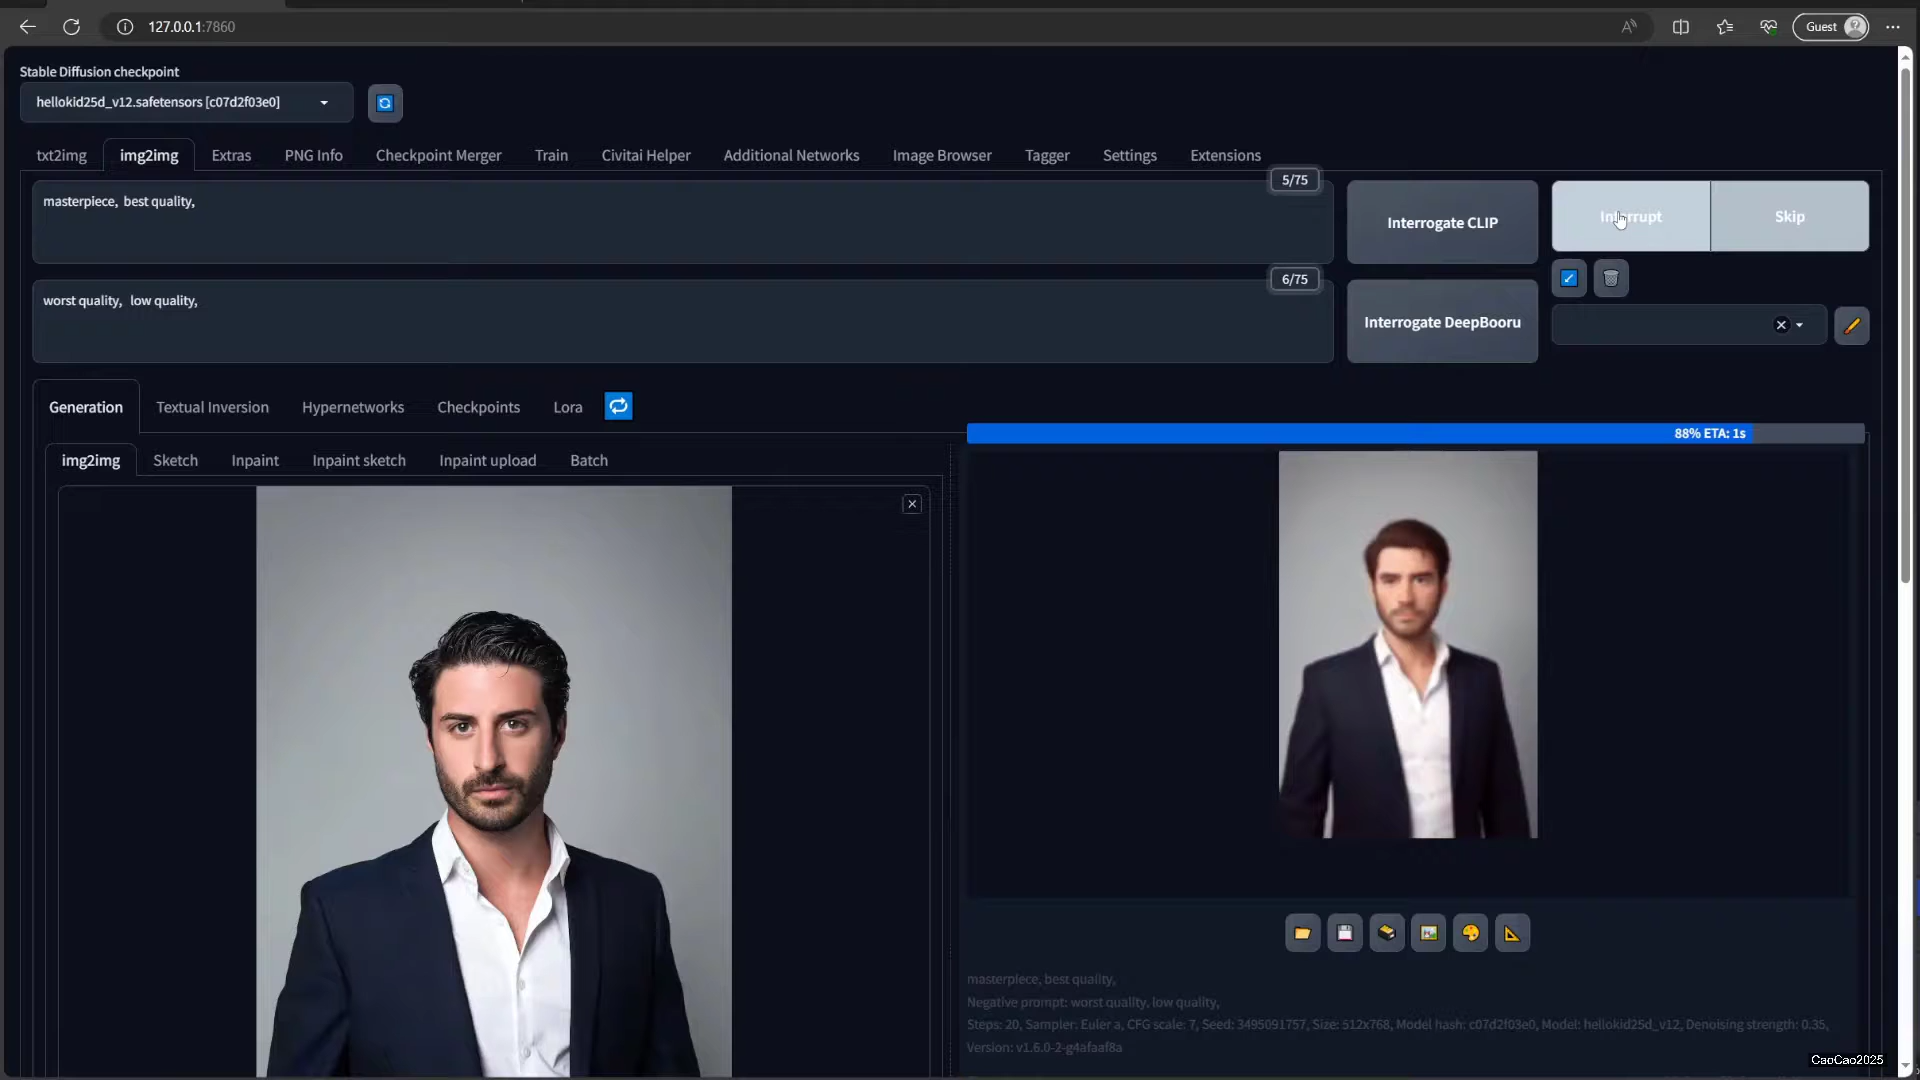 127.0.0.1:7860
Guest
Stable Diffusion checkpoint
hellokid25d_v12.safetensors [c07d2f03e0]
txt2img img2img Extras PNG Info Checkpoint Merger Train Civitai Helper Additional Networks Image Browser Tagger Settings Extensions
5/75
masterpiece, best quality,
Interrogate CLIP
Interrupt Skip
6/75
worst quality, low quality,
Interrogate DeepBooru
Generation Textual Inversion Hypernetworks Checkpoints Lora
88% ETA: 1s
img2img Sketch Inpaint Inpaint sketch Inpaint upload Batch
masterpiece, best quality,
Negative prompt: worst quality, low quality,
Steps: 20, Sampler: Euler a, CFG scale: 7, Seed: 3495091757, Size: 512x768, Model hash: c07d2f03e0, Model: hellokid25d_v12, Denoising strength: 0.35,
Version: v1.6.0-2-g4afaaf8a
CaoCao2025